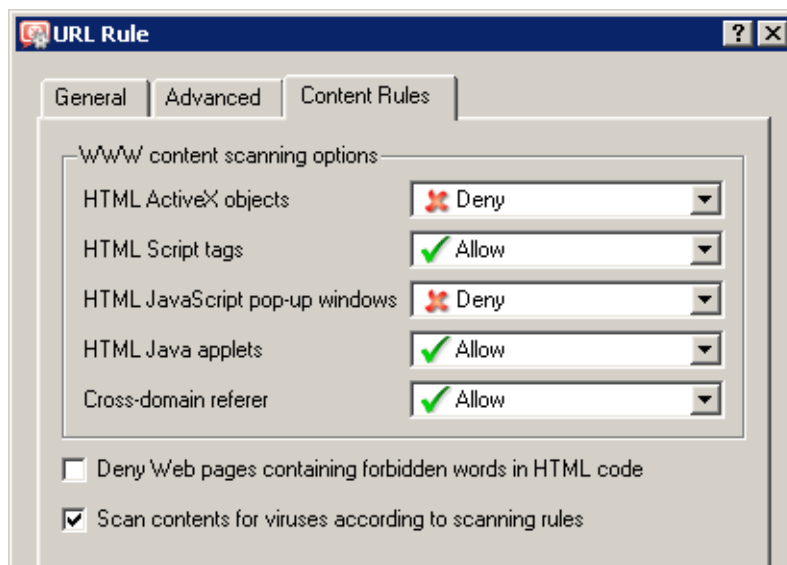 URL Rule
General Advanced Content Rules
WWW content scanning options
HTML ActiveX objects Deny
HTML Script tags Allow
HTML JavaScript pop-up windows Deny
HTML Java applets Allow
Cross-domain referer Allow
Deny Web pages containing forbidden words in HTML code
Scan contents for viruses according to scanning rules